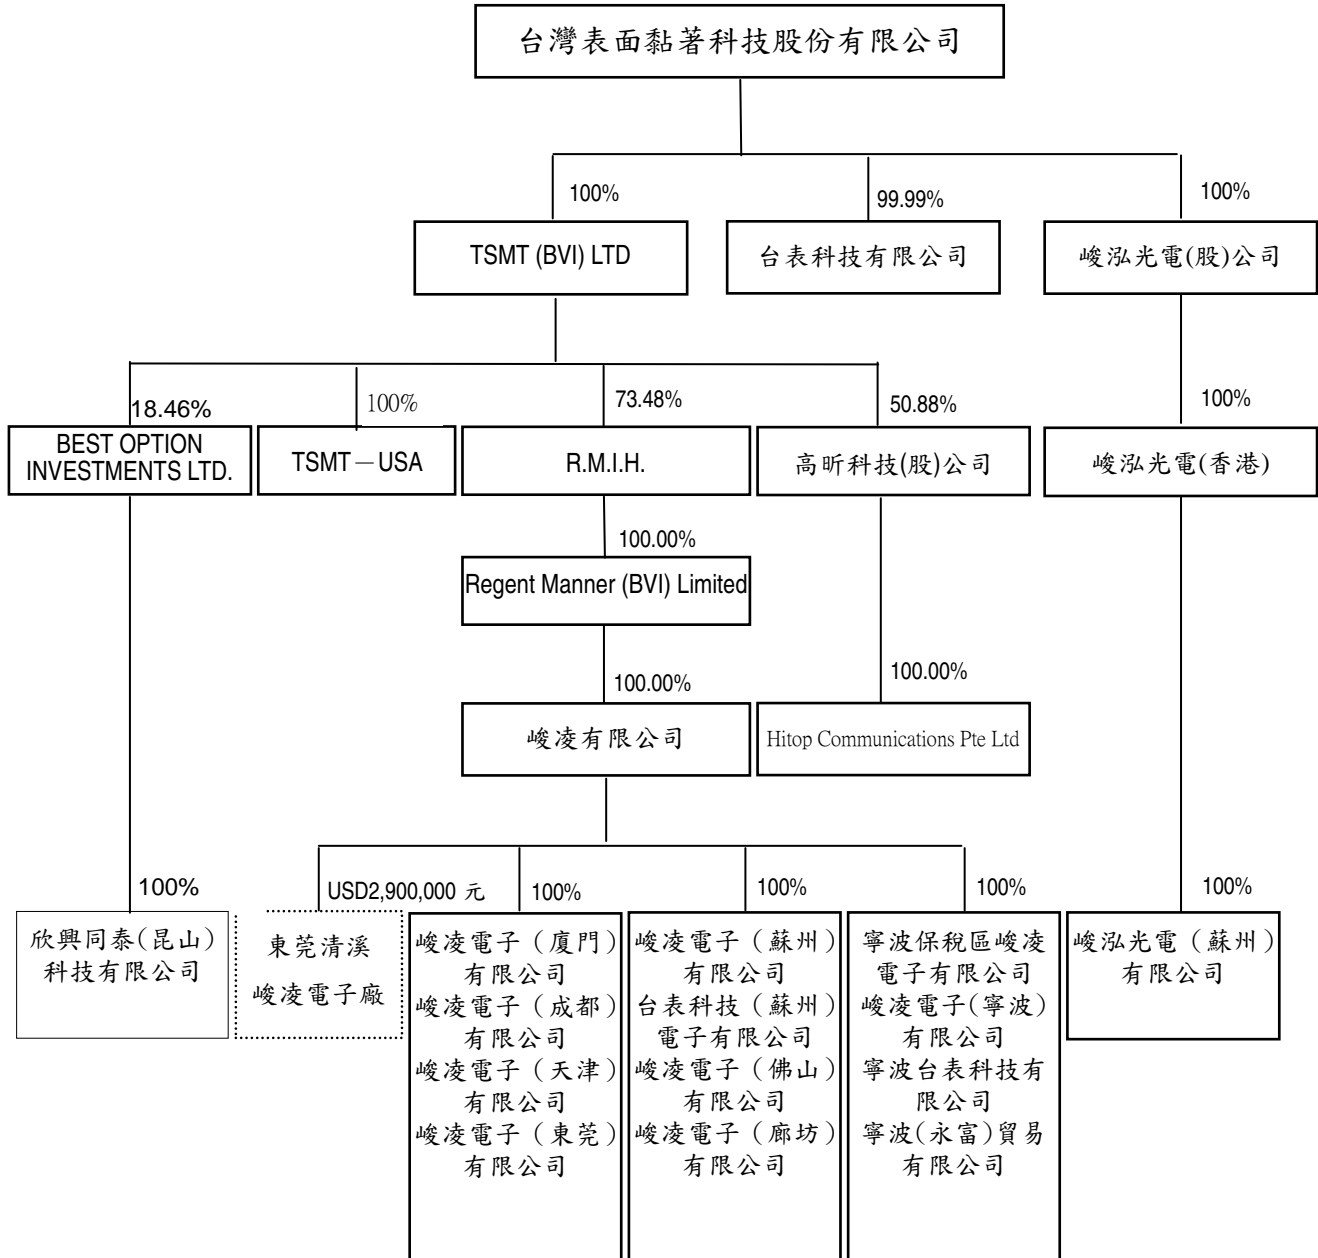 台灣表面黏著科技股份有限公司
100%
99.99%
100%
TSMT (BVI) LTD
台表科技有限公司
峻泓光電(股)公司
18.46%
100%
73.48%
50.88%
100%
BEST OPTION
INVESTMENTS LTD.
TSMT－USA
R.M.I.H.
高昕科技(股)公司
峻泓光電(香港)
100.00%
Regent Manner (BVI) Limited
100.00%
100.00%
峻凌有限公司
Hitop Communications Pte Ltd
100%
USD2,900,000 元
100%
100%
100%
100%
欣興同泰(昆山)
科技有限公司
東莞清溪
峻凌電子廠
峻凌電子（廈門）
有限公司
峻凌電子（成都）
有限公司
峻凌電子（天津）
有限公司
峻凌電子（東莞）
有限公司
峻凌電子（蘇州）
有限公司
台表科技（蘇州）
電子有限公司
峻凌電子（佛山）
有限公司
峻凌電子（廊坊）
有限公司
寧波保稅區峻凌
電子有限公司
峻凌電子(寧波)
有限公司
寧波台表科技有
限公司
寧波(永富)貿易
有限公司
峻泓光電（蘇州）
有限公司